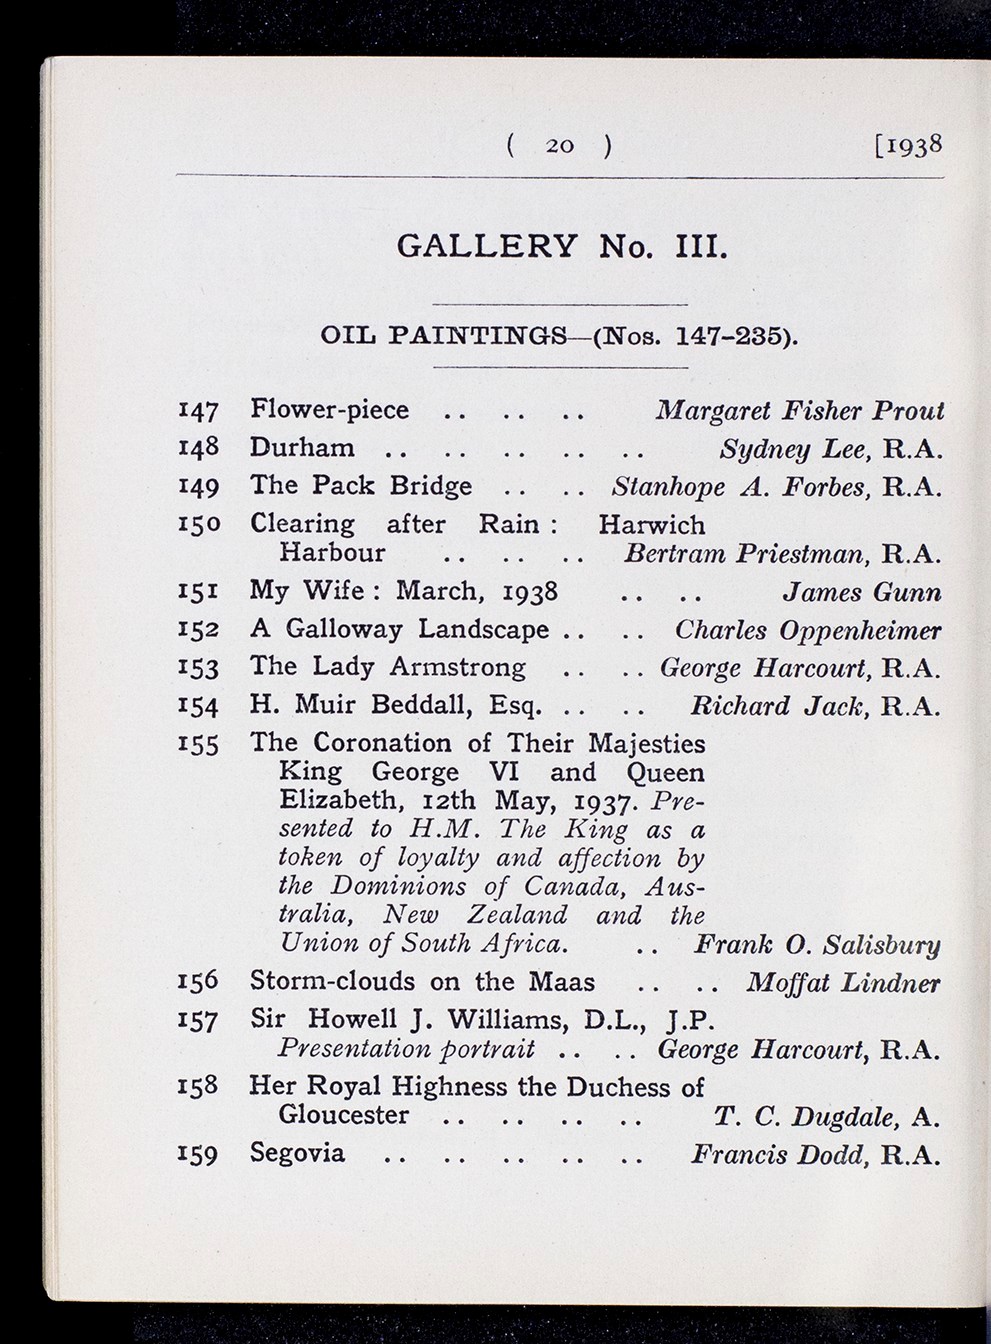 ( 20 ) [1938
GALLERY No. III.
OIL PAINTINGS—(Nos. 147-235).
147 Flower-piece .. .. .. Margaret Fisher Prout
148 Durham .. .. .. .. .. Sydney Lee, R.A.
149 The Pack Bridge .. .. Stanhope A. Forbes, R.A.
150 Clearing after Rain : Harwich
Harbour .. .. .. Bertram Priestman, R.A.
151 My Wife : March, 1938 .. .. James Gunn
152 A Galloway Landscape .. .. Charles Oppenheimer
153 The Lady Armstrong .. .. George Harcourt, R.A.
154 H. Muir Beddall, Esq. .. .. Richard Jack, R.A.
155 The Coronation of Their Majesties
King George VI and Queen
Elizabeth, 12th May, 1937. Pre-
sented to H.M. The King as a
token of loyalty and affection by
the Dominions of Canada, Aus-
tralia, New Zealand and the
Union of South Africa. .. Frank O. Salisbury
156 Storm-clouds on the Maas .. .. Moffat Lindner
157 Sir Howell J. Williams, D.L., J.P.
Presentation portrait .. .. George Harcourt, R.A.
158 Her Royal Highness the Duchess of
Gloucester .. .. .. .. T. C. Dugdale, A.
159 Segovia .. .. .. .. .. Francis Dodd, R.A.